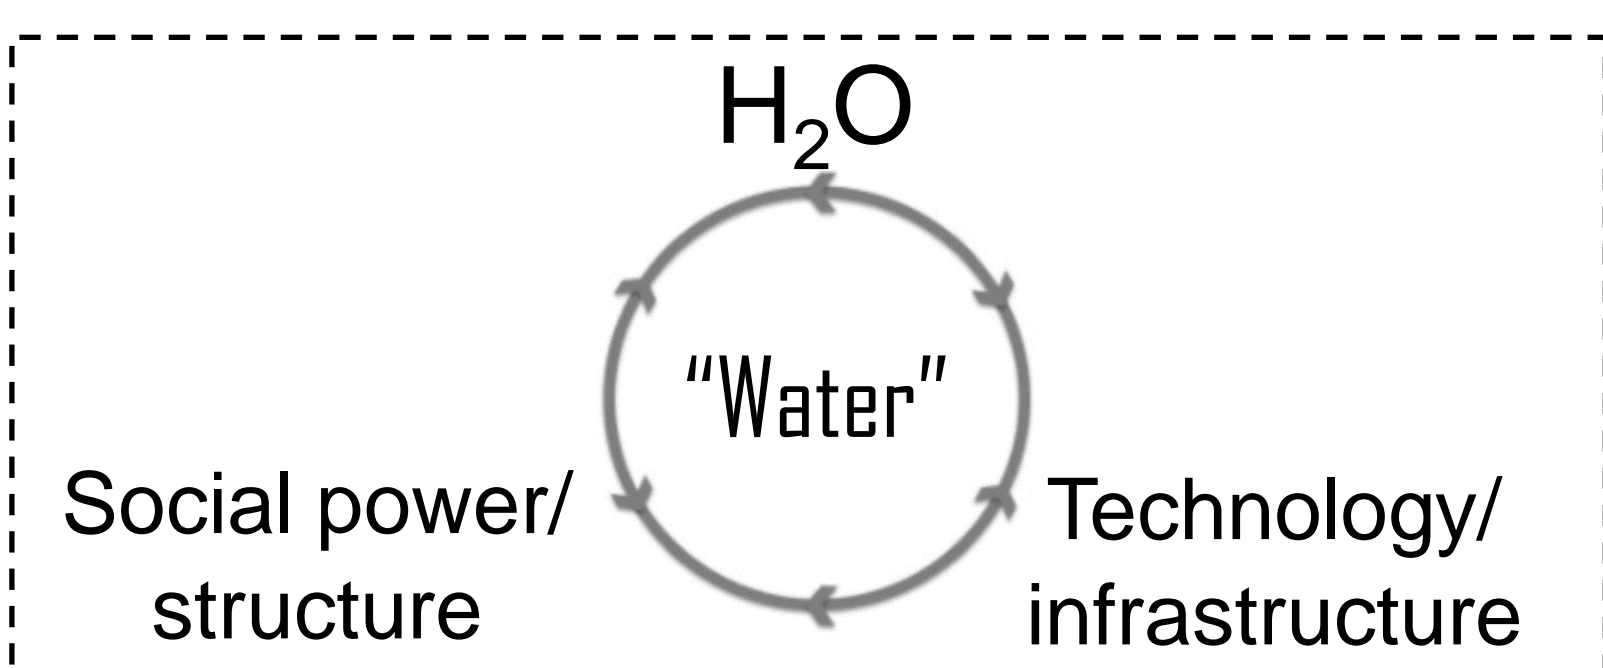 H₂O
“Water”
Social power/
structure
Technology/
infrastructure